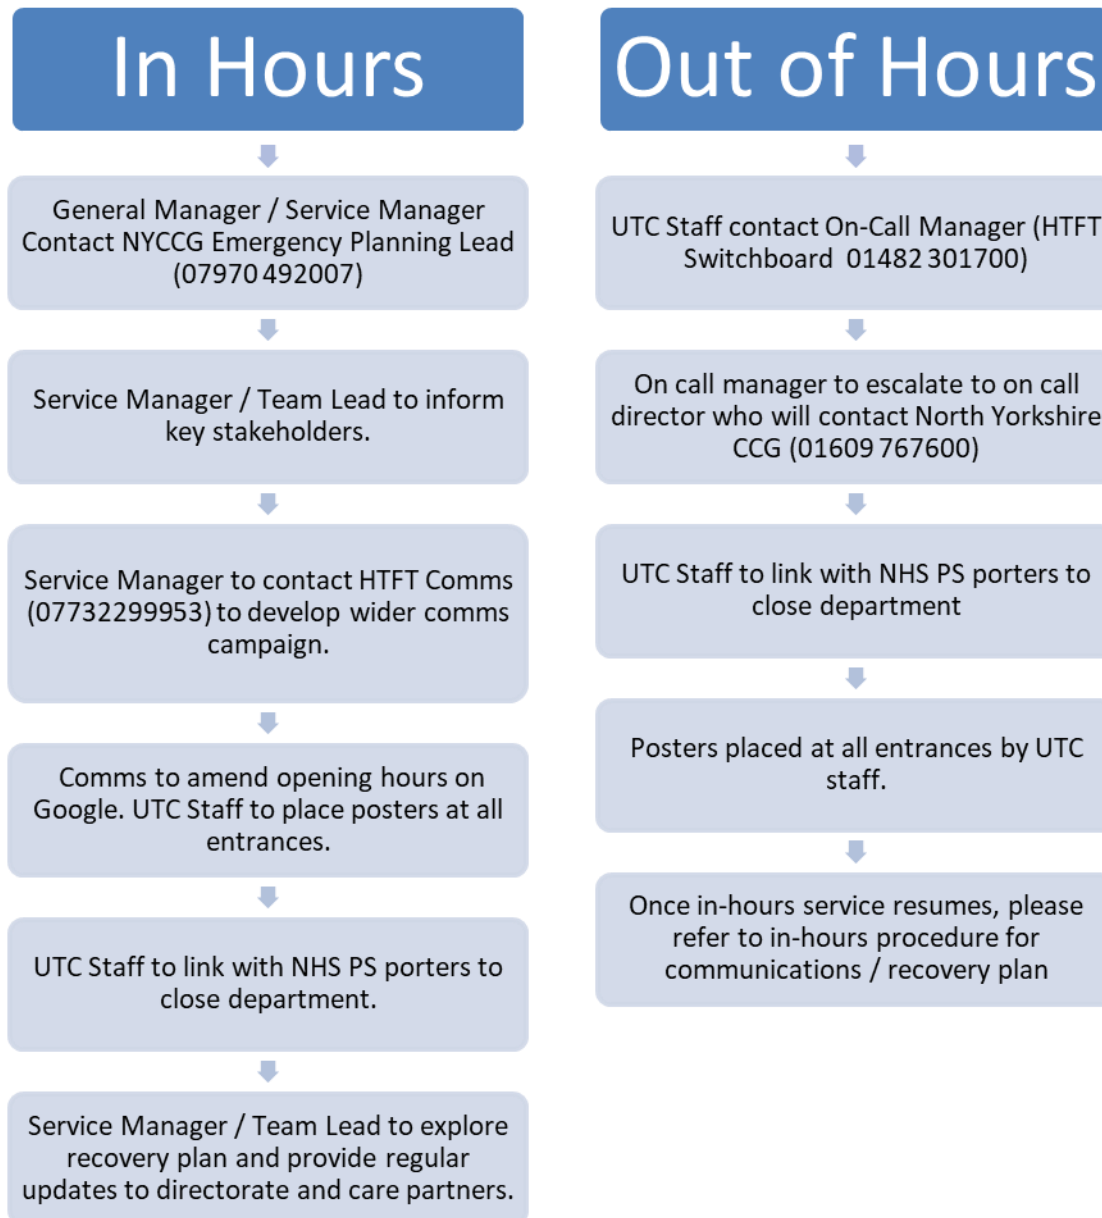 In Hours
General Manager / Service Manager
Contact NYCCG Emergency Planning Lead
(07970 492007)
Service Manager / Team Lead to inform
key stakeholders.
Service Manager to contact HTFT Comms
(07732299953) to develop wider comms
campaign.
Comms to amend opening hours on
Google. UTC Staff to place posters at all
entrances.
UTC Staff to link with NHS PS porters to
close department.
Service Manager / Team Lead to explore
recovery plan and provide regular
updates to directorate and care partners.
Out of Hours
UTC Staff contact On-Call Manager (HTFT
Switchboard 01482 301700)
On call manager to escalate to on call
director who will contact North Yorkshire
CCG (01609 767600)
UTC Staff to link with NHS PS porters to
close department
Posters placed at all entrances by UTC
staff.
Once in-hours service resumes, please
refer to in-hours procedure for
communications / recovery plan